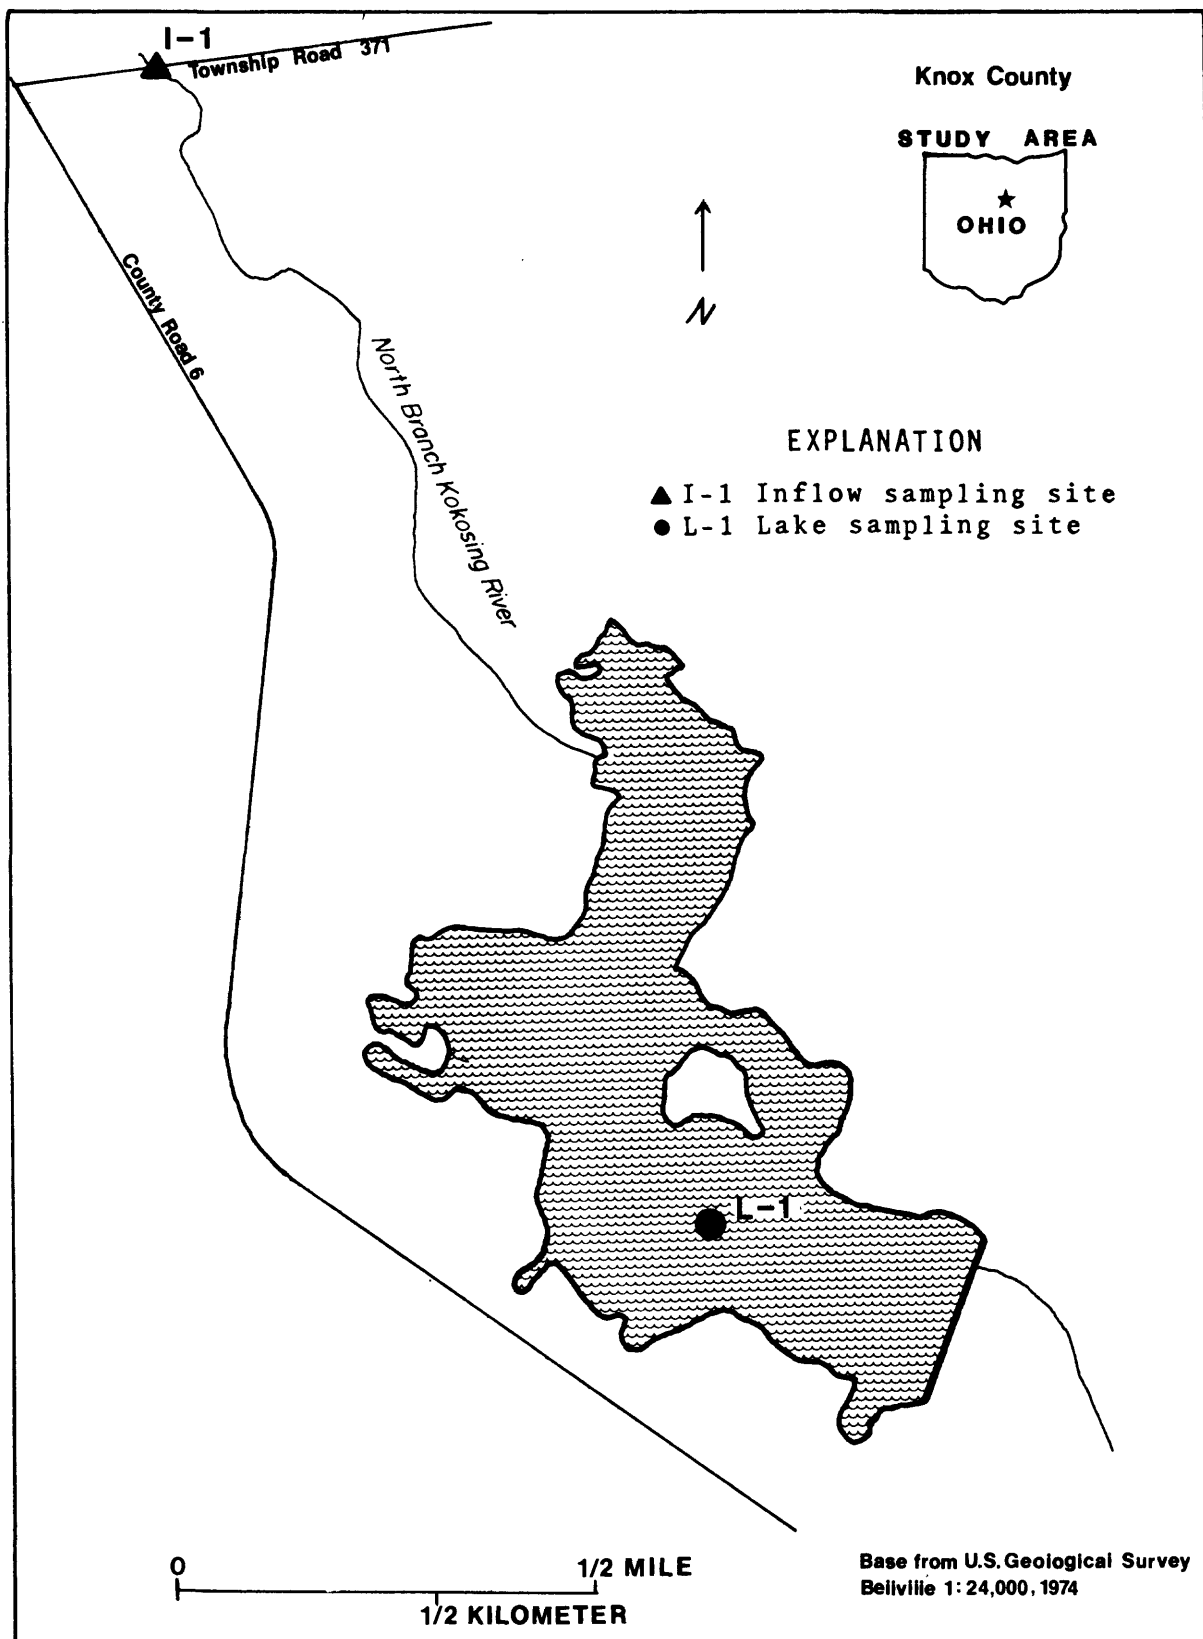 I-1
Township Road 371
Knox County
STUDY AREA
OHIO
County Road 6
N
North Branch Kokosing River
EXPLANATION
I-1 Inflow sampling site
L-1 Lake sampling site
L-1
0
1/2 MILE
1/2 KILOMETER
Base from U.S. Geological Survey
Bellville 1:24,000, 1974